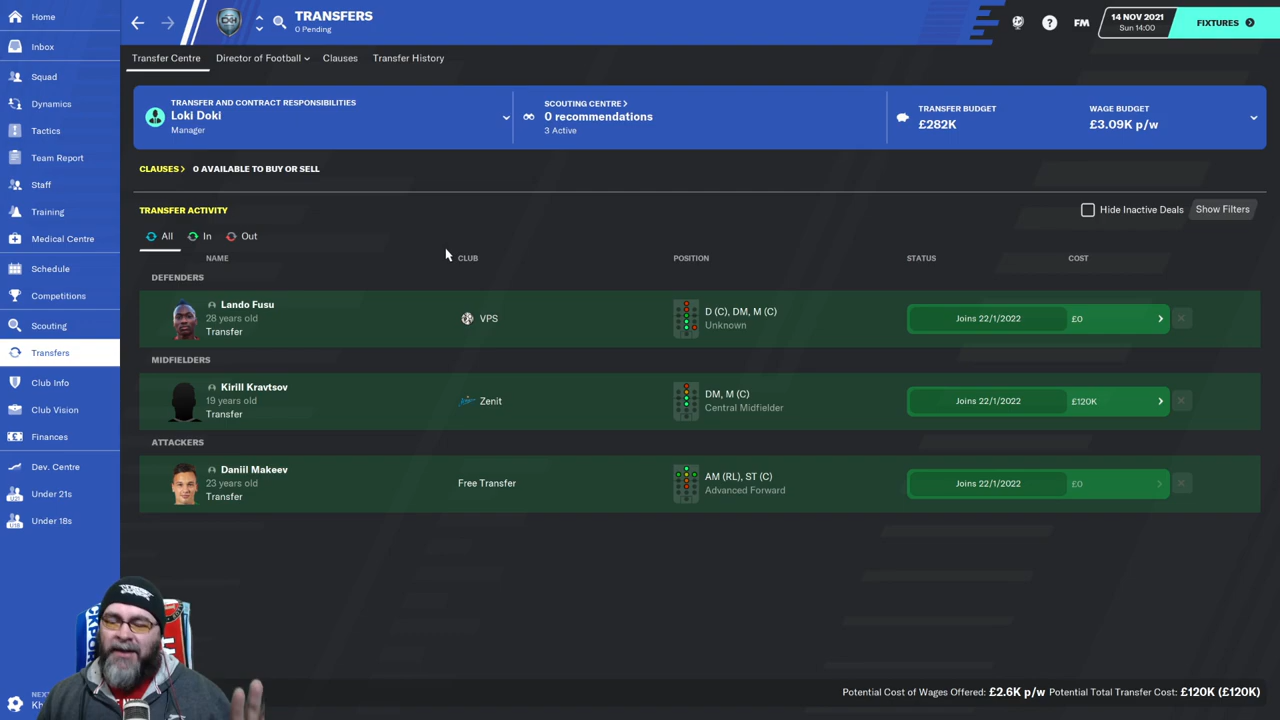 Home
Inbox
Squad
Dynamics
Tactics
Team Report
Staff
Training
Medical Centre
Schedule
Competitions
Scouting
Transfers
Club Info
Club Vision
Finances
Dev. Centre
Under 21s
Under 18s
TRANSFERS
0 Pending
FM
14 NOV 2021
Sun 14:00
FIXTURES
Transfer Centre
Director of Football
Clauses
Transfer History
TRANSFER AND CONTRACT RESPONSIBILITIES
Loki Doki
Manager
SCOUTING CENTRE >
0 recommendations
3 Active
TRANSFER BUDGET
£282K
WAGE BUDGET
£3.09K p/w
CLAUSES > 0 AVAILABLE TO BUY OR SELL
TRANSFER ACTIVITY
Hide Inactive Deals
Show Filters
All In Out
NAME CLUB POSITION STATUS COST
DEFENDERS
Lando Fusu
28 years old
Transfer
VPS
D (C), DM, M (C)
Unknown
Joins 22/1/2022
£0
MIDFIELDERS
Kirill Kravtsov
19 years old
Transfer
Zenit
DM, M (C)
Central Midfielder
Joins 22/1/2022
£120K
ATTACKERS
Daniil Makeev
23 years old
Transfer
Free Transfer
AM (RL), ST (C)
Advanced Forward
Joins 22/1/2022
£0
Potential Cost of Wages Offered: £2.6K p/w Potential Total Transfer Cost: £120K (£120K)